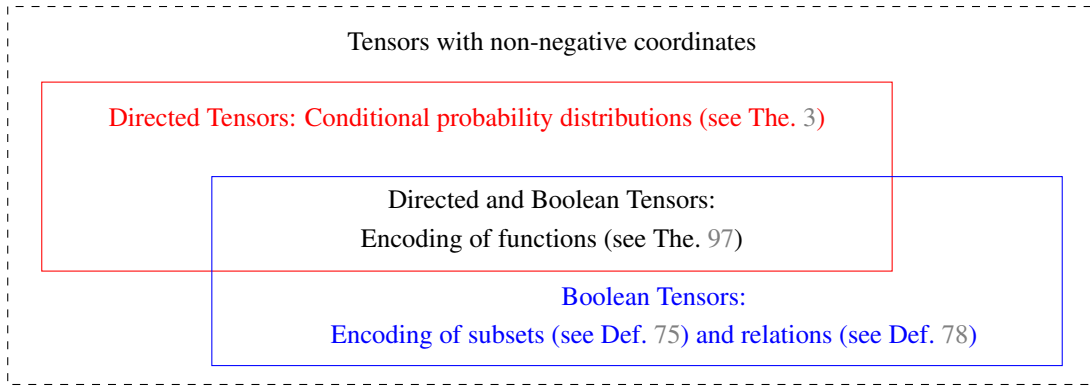 Tensors with non-negative coordinates
Directed Tensors: Conditional probability distributions (see The. 3)
Directed and Boolean Tensors:
Encoding of functions (see The. 97)
Boolean Tensors:
Encoding of subsets (see Def. 75) and relations (see Def. 78)